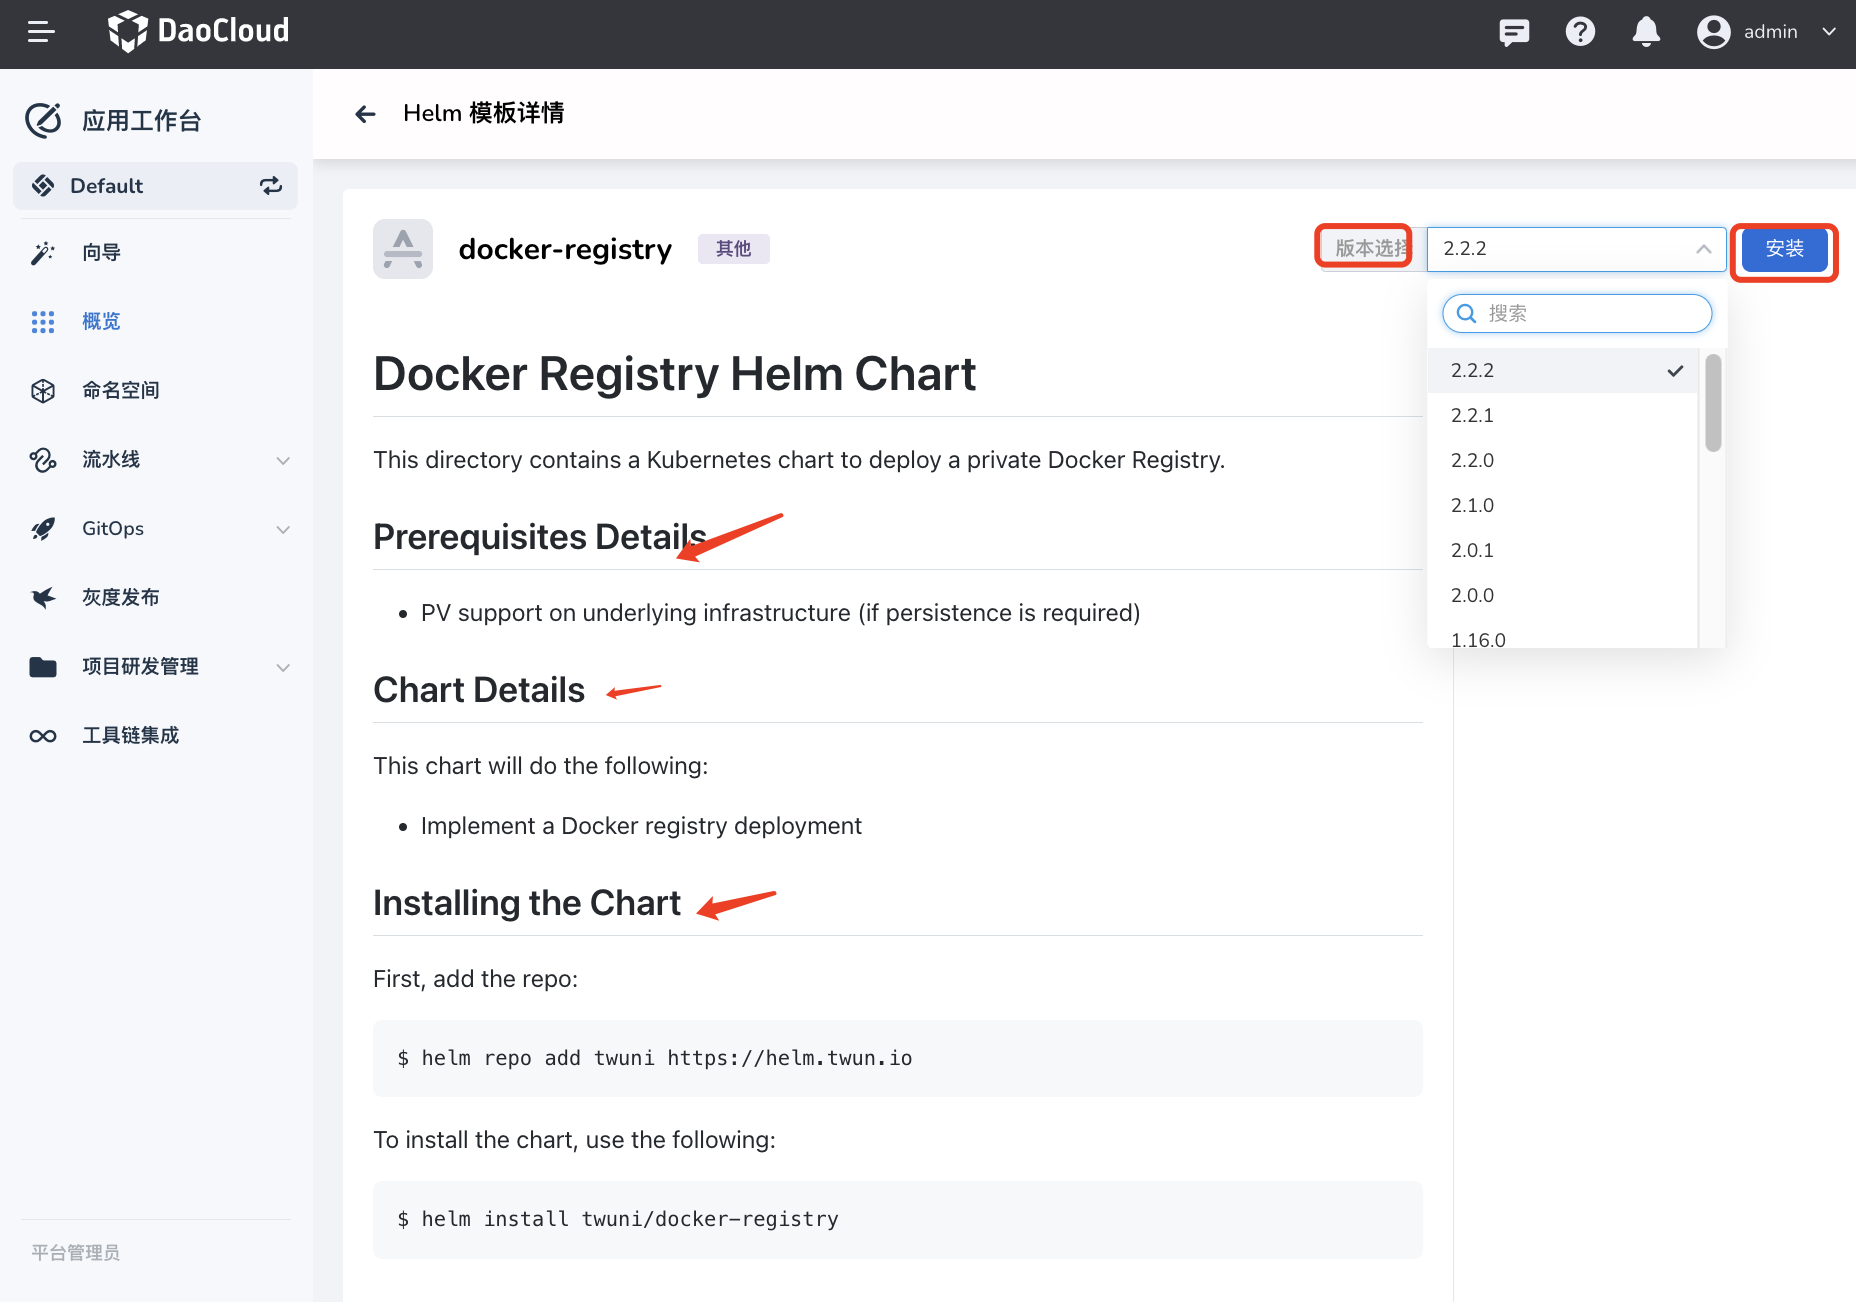 DaoCloud
admin
应用工作台
Default
向导
概览
命名空间
流水线
GitOps
灰度发布
项目研发管理
工具链集成
平台管理员
Helm 模板详情
docker-registry
其他
版本选择
2.2.2
安装
搜索
2.2.2
2.2.1
2.2.0
2.1.0
2.0.1
2.0.0
1.16.0
Docker Registry Helm Chart
This directory contains a Kubernetes chart to deploy a private Docker Registry.
Prerequisites Details
• PV support on underlying infrastructure (if persistence is required)
Chart Details
This chart will do the following:
• Implement a Docker registry deployment
Installing the Chart
First, add the repo:
$ helm repo add twuni https://helm.twun.io
To install the chart, use the following:
$ helm install twuni/docker-registry